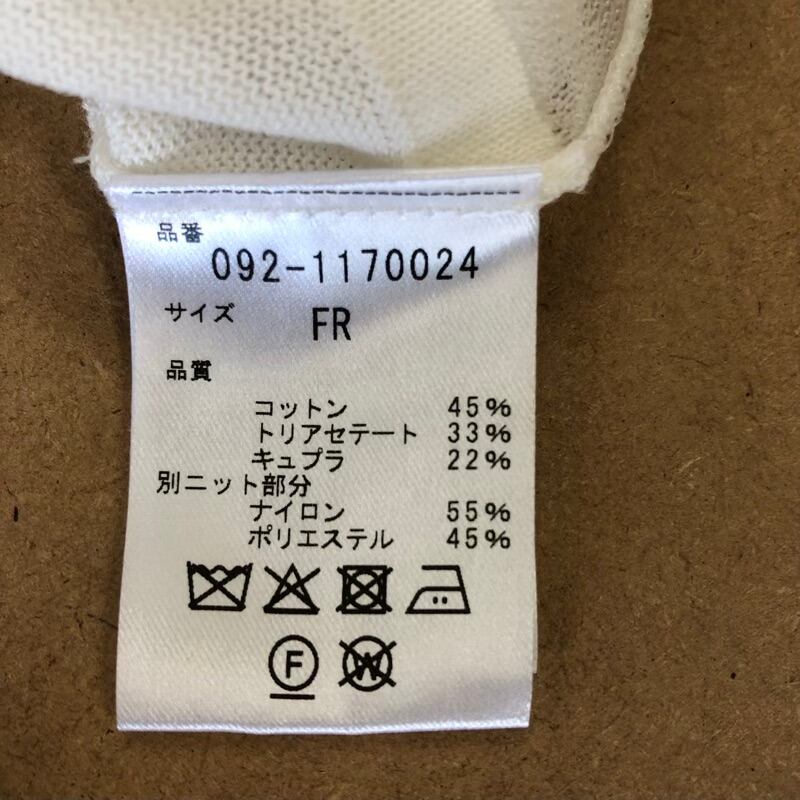 品番
092-1170024
サイズ FR
品質
コットン 45%
トリアセテート 33%
キュプラ 22%
別ニット部分
ナイロン 55%
ポリエステル 45%
F W